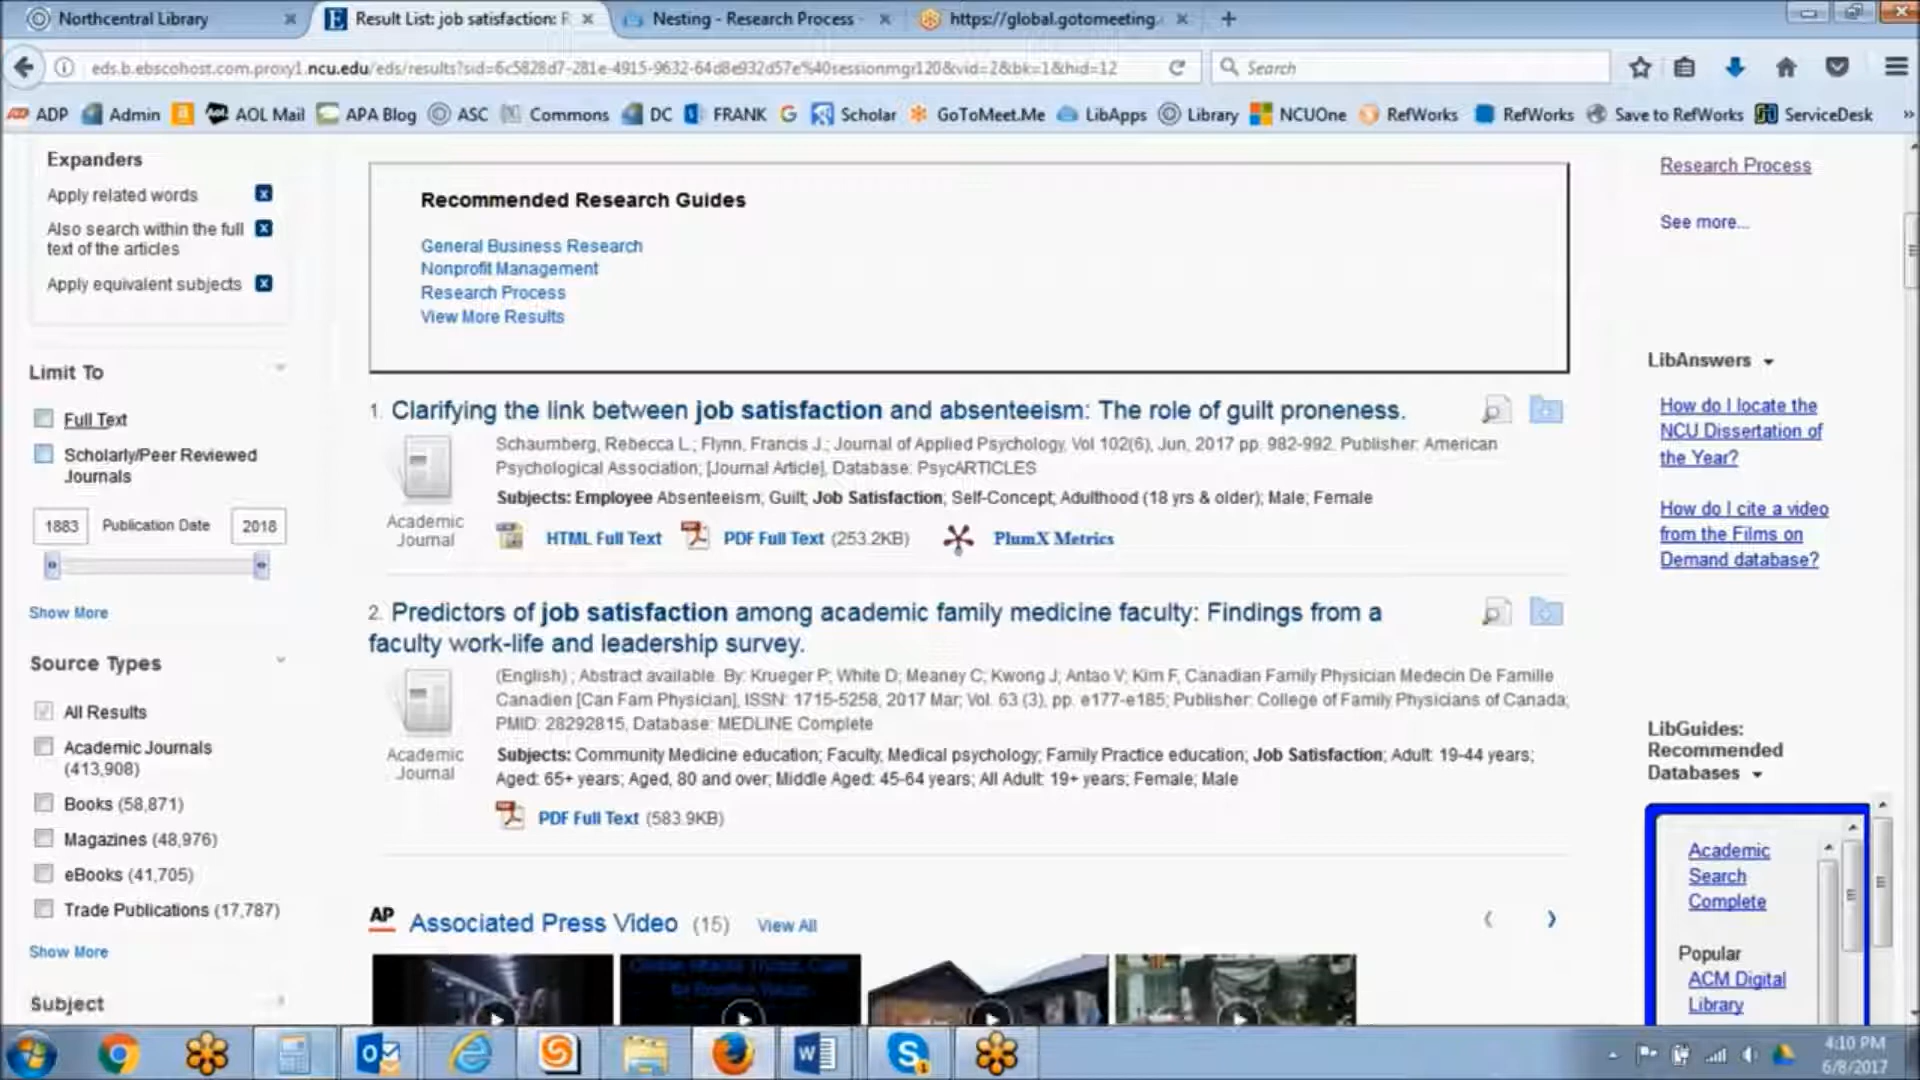 Northcentral Library
Result List: job satisfaction: R
Nesting - Research Process
https://global.gotomeeting.
eds.b.ebscohost.com.proxy1.ncu.edu/eds/results?sid=6c5828d7-281e-4915-9632-64d8e932d57e%40sessionmgr120&vid=2&bk=1&hid=12
Search
ADP Admin AOL Mail APA Blog ASC Commons DC FRANK Scholar GoToMeet.Me LibApps Library NCUOne RefWorks RefWorks Save to RefWorks ServiceDesk »
Expanders
Apply related words
Also search within the full
text of the articles
Apply equivalent subjects
Limit To
Full Text
Scholarly/Peer Reviewed
Journals
1883 Publication Date 2018
Show More
Source Types
All Results
Academic Journals
(413,908)
Books (58,871)
Magazines (48,976)
eBooks (41,705)
Trade Publications (17,787)
Show More
Subject
Recommended Research Guides
General Business Research
Nonprofit Management
Research Process
View More Results
1. Clarifying the link between job satisfaction and absenteeism: The role of guilt proneness.
Schaumberg, Rebecca L.; Flynn, Francis J.; Journal of Applied Psychology, Vol 102(6), Jun, 2017 pp. 982-992. Publisher: American
Psychological Association; [Journal Article], Database: PsycARTICLES
Subjects: Employee Absenteeism; Guilt; Job Satisfaction; Self-Concept; Adulthood (18 yrs & older); Male; Female
Academic
Journal
HTML Full Text PDF Full Text (253.2KB) PlumX Metrics
2. Predictors of job satisfaction among academic family medicine faculty: Findings from a
faculty work-life and leadership survey.
(English) ; Abstract available. By: Krueger P; White D; Meaney C; Kwong J; Antao V; Kim F, Canadian Family Physician Medecin De Famille
Canadien [Can Fam Physician], ISSN: 1715-5258, 2017 Mar; Vol. 63 (3), pp. e177-e185; Publisher: College of Family Physicians of Canada;
PMID: 28292815, Database: MEDLINE Complete
Subjects: Community Medicine education; Faculty, Medical psychology; Family Practice education; Job Satisfaction; Adult: 19-44 years;
Aged: 65+ years; Aged, 80 and over; Middle Aged: 45-64 years; All Adult: 19+ years; Female; Male
Academic
Journal
PDF Full Text (583.9KB)
AP Associated Press Video (15) View All
Research Process
See more...
LibAnswers
How do I locate the
NCU Dissertation of
the Year?
How do I cite a video
from the Films on
Demand database?
LibGuides:
Recommended
Databases
Academic
Search
Complete
Popular
ACM Digital
Library
4:10 PM
6/8/2017